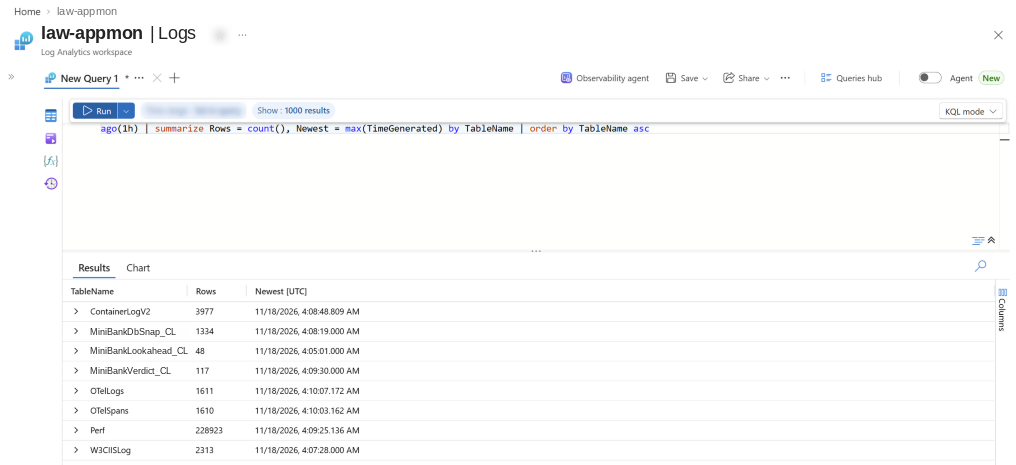 Home > law-appmon
law-appmon | Logs ...
Log Analytics workspace
New Query 1 * ... Observability agent Save Share ... Queries hub Agent New
Run Show : 1000 results KQL mode
ago(1h) | summarize Rows = count(), Newest = max(TimeGenerated) by TableName | order by TableName asc
{fx}
Results Chart
TableName Rows Newest [UTC]
Columns
ContainerLogV2 3977 11/18/2026, 4:08:48.809 AM
MiniBankDbSnap_CL 1334 11/18/2026, 4:08:19.000 AM
MiniBankLookahead_CL 48 11/18/2026, 4:05:01.000 AM
MiniBankVerdict_CL 117 11/18/2026, 4:09:30.000 AM
OTelLogs 1611 11/18/2026, 4:10:07.172 AM
OTelSpans 1610 11/18/2026, 4:10:03.162 AM
Perf 228923 11/18/2026, 4:09:25.136 AM
W3CIISLog 2313 11/18/2026, 4:07:28.000 AM